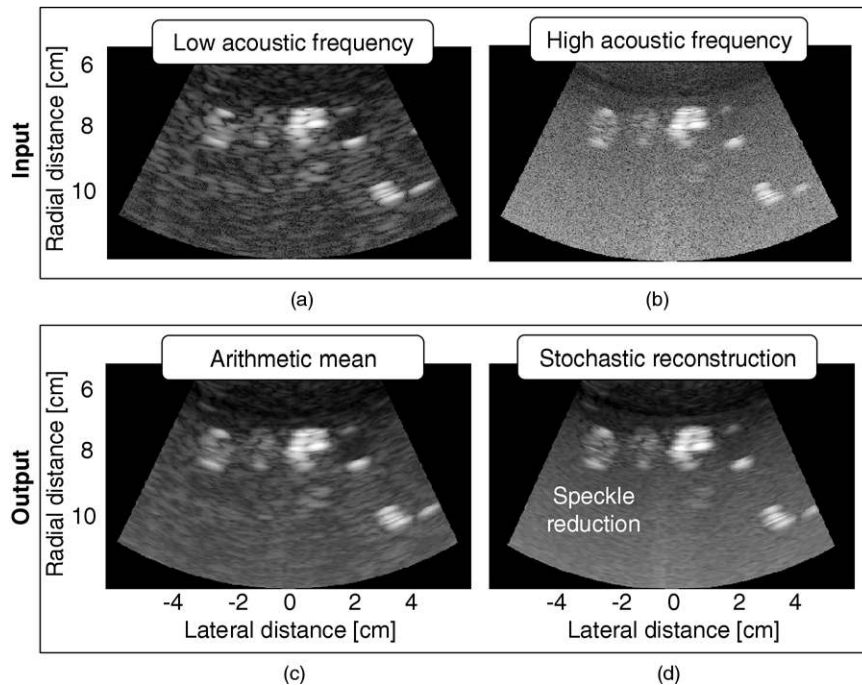 Low acoustic frequency
High acoustic frequency
Input
Radial distance [cm]
6
8
10
(a)
(b)
Arithmetic mean
Stochastic reconstruction
Output
Radial distance [cm]
6
8
10
Speckle
reduction
-4 -2 0 2 4
-4 -2 0 2 4
Lateral distance [cm]
Lateral distance [cm]
(c)
(d)